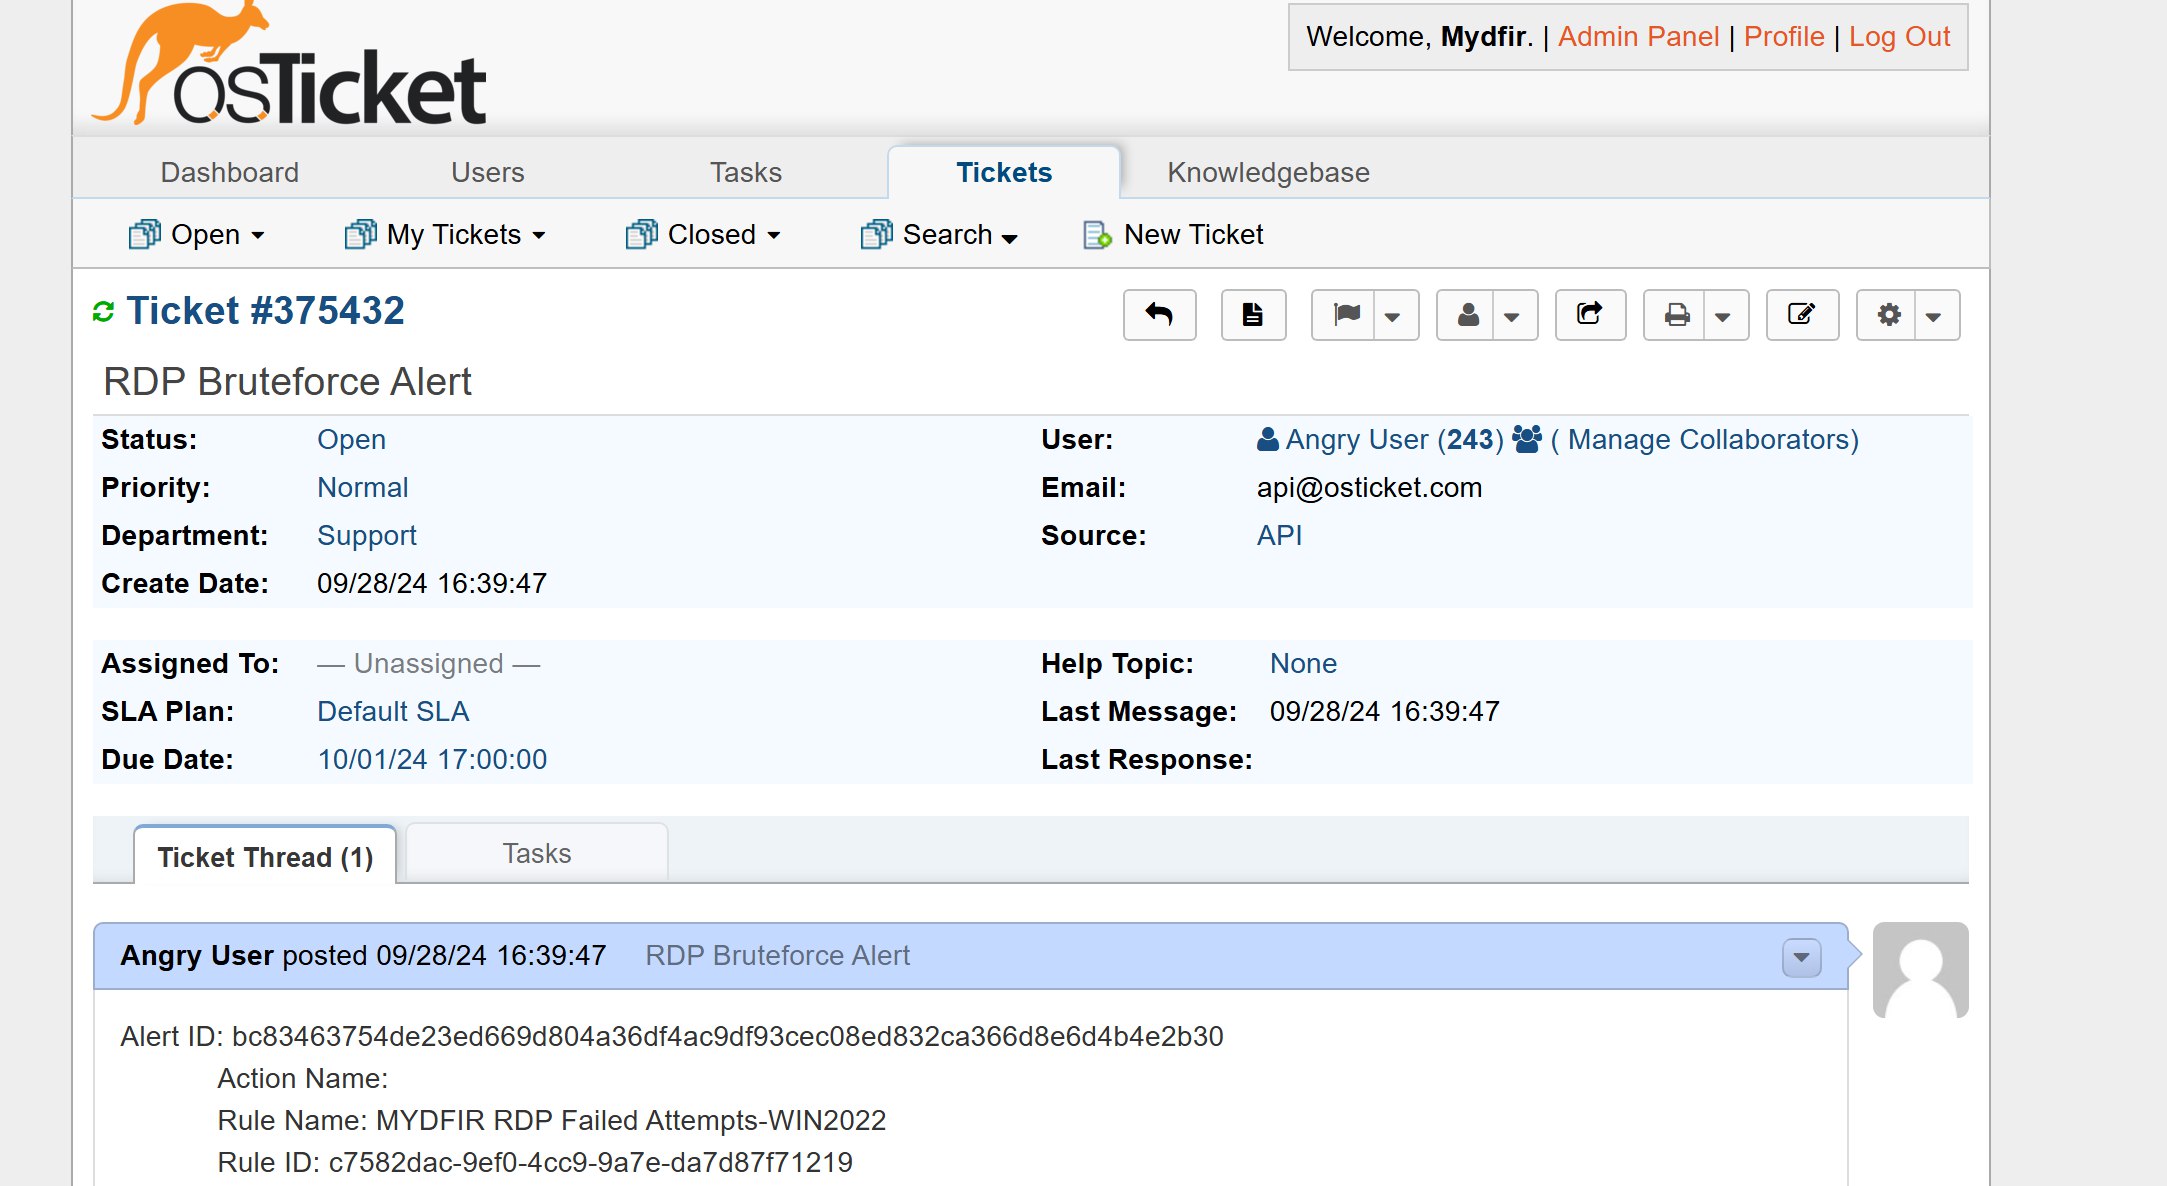 Welcome, Mydfir. | Admin Panel | Profile | Log Out
osTicket
Dashboard Users Tasks Tickets Knowledgebase
Open My Tickets Closed Search New Ticket
Ticket #375432
RDP Bruteforce Alert
Status: Open User: Angry User (243) ( Manage Collaborators)
Priority: Normal Email: api@osticket.com
Department: Support Source: API
Create Date: 09/28/24 16:39:47
Assigned To: — Unassigned — Help Topic: None
SLA Plan: Default SLA Last Message: 09/28/24 16:39:47
Due Date: 10/01/24 17:00:00 Last Response:
Ticket Thread (1) Tasks
Angry User posted 09/28/24 16:39:47 RDP Bruteforce Alert
Alert ID: bc83463754de23ed669d804a36df4ac9df93cec08ed832ca366d8e6d4b4e2b30
Action Name:
Rule Name: MYDFIR RDP Failed Attempts-WIN2022
Rule ID: c7582dac-9ef0-4cc9-9a7e-da7d87f71219